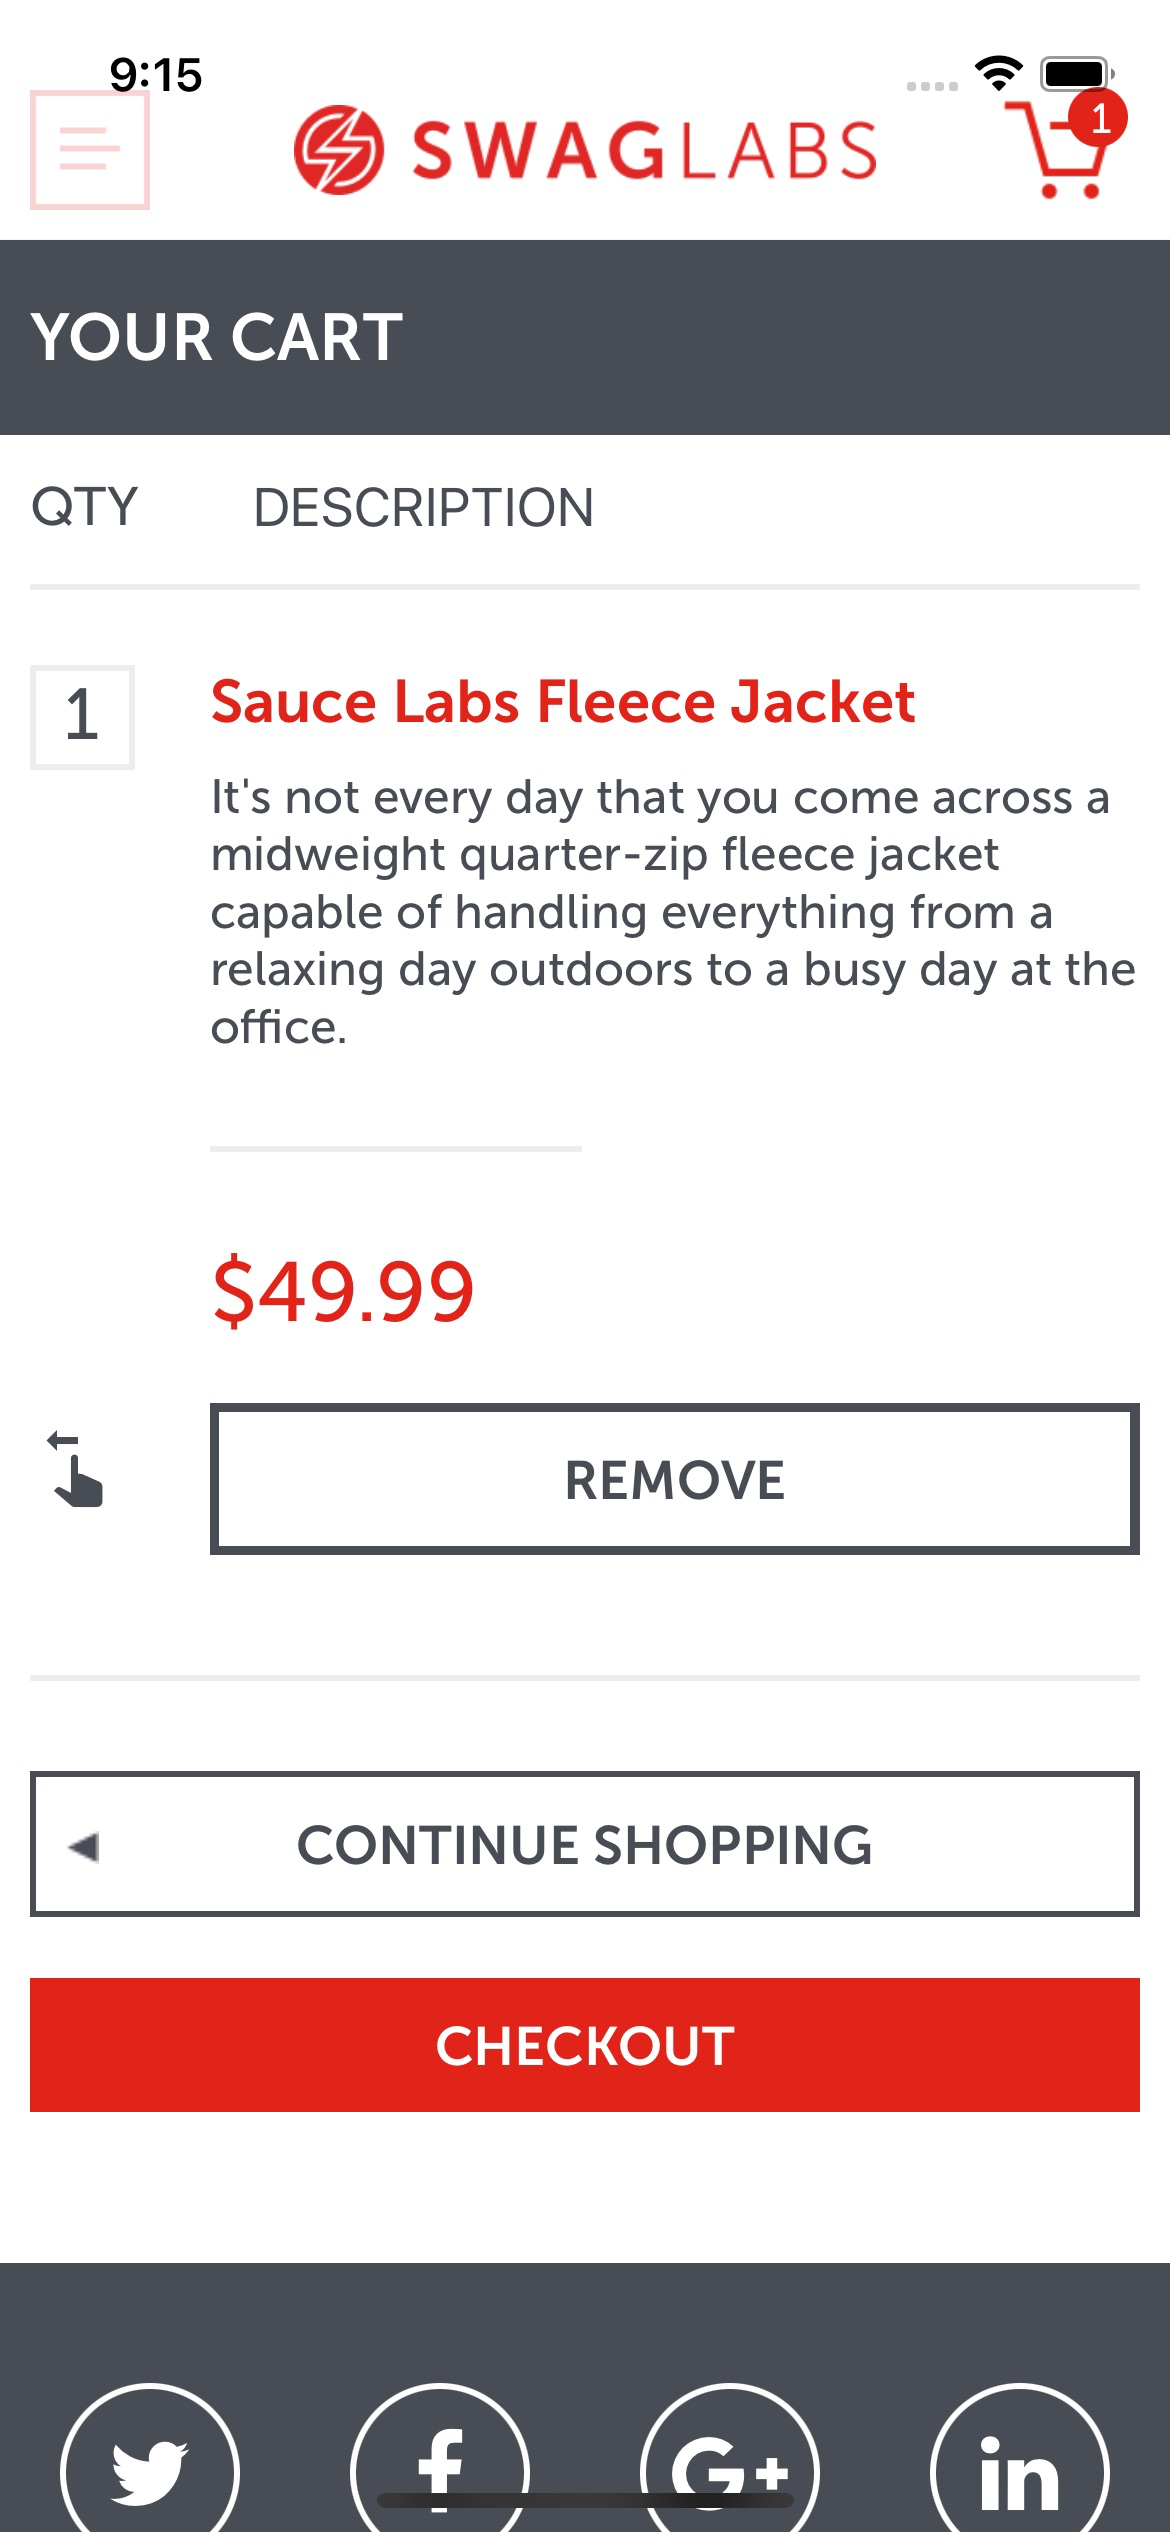 9:15
SWAGLABS
1
YOUR CART
QTY DESCRIPTION
1
Sauce Labs Fleece Jacket
It's not every day that you come across a
midweight quarter-zip fleece jacket
capable of handling everything from a
relaxing day outdoors to a busy day at the
office.
$49.99
REMOVE
CONTINUE SHOPPING
CHECKOUT
f
G+
in